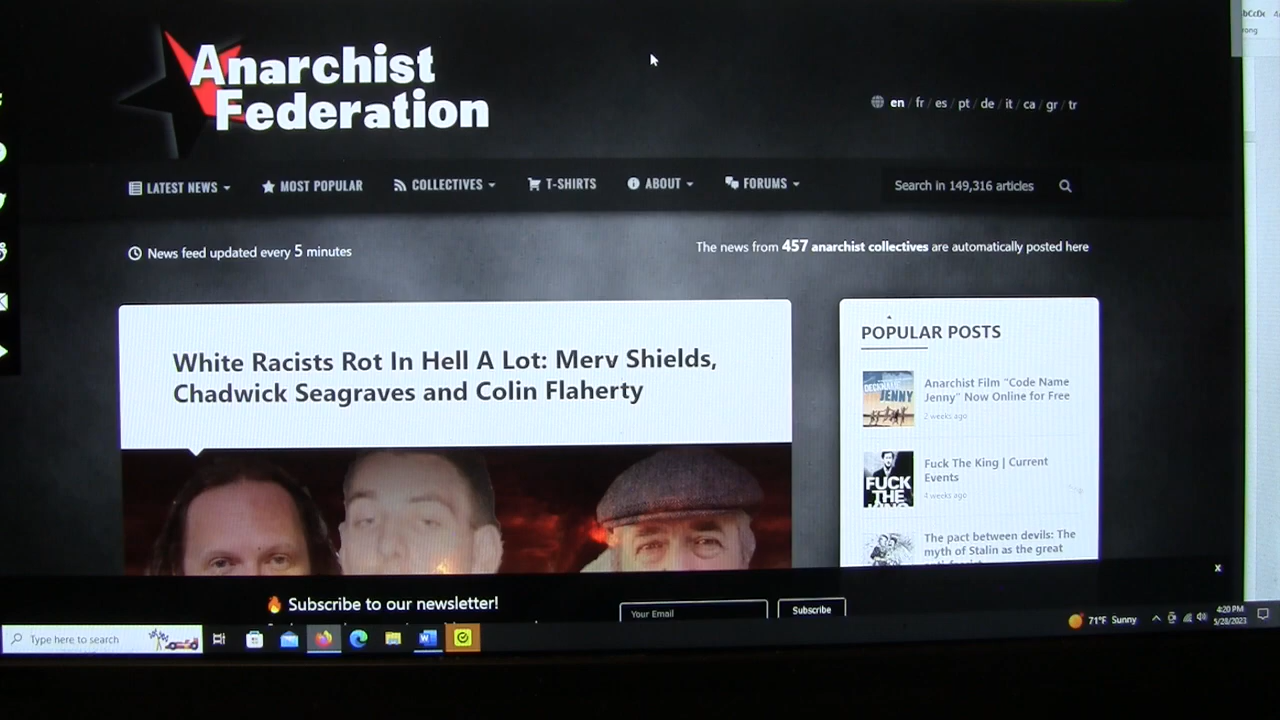 Anarchist
Federation
en / fr / es / pt / de / it / ca / gr / tr
LATEST NEWS
MOST POPULAR
COLLECTIVES
T-SHIRTS
ABOUT
FORUMS
Search in 149,316 articles
News feed updated every 5 minutes
The news from 457 anarchist collectives are automatically posted here
White Racists Rot In Hell A Lot: Merv Shields,
Chadwick Seagraves and Colin Flaherty
POPULAR POSTS
JENNY
Anarchist Film "Code Name
Jenny" Now Online for Free
2 weeks ago
FUCK
THE
Fuck The King | Current
Events
4 weeks ago
The pact between devils: The
myth of Stalin as the great
x
🔥 Subscribe to our newsletter!
Your Email
Subscribe
Type here to search
71°F Sunny
4:20 PM
5/28/2023